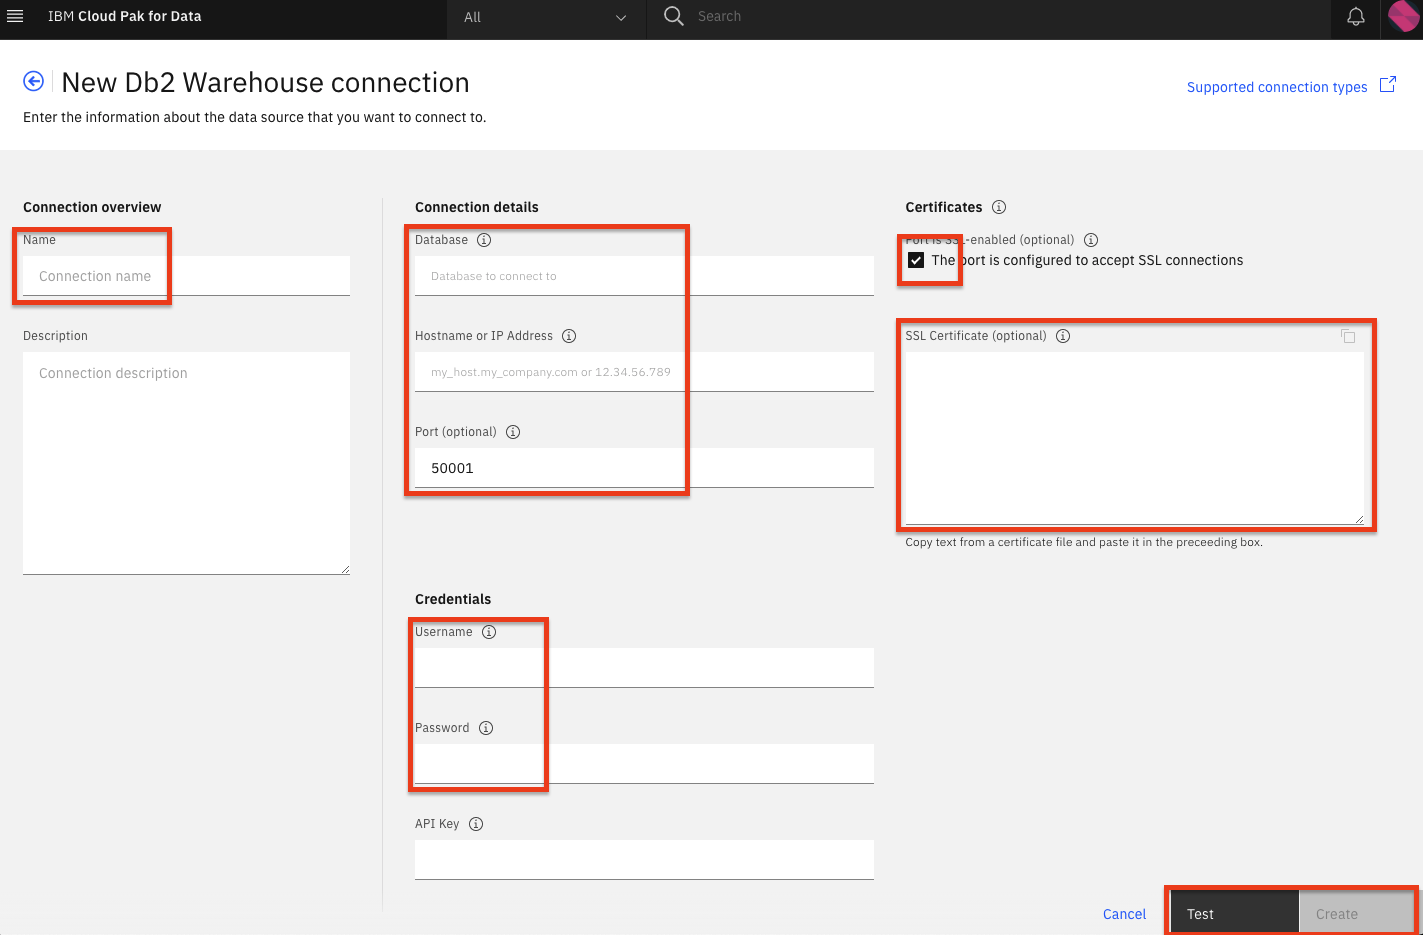 IBM Cloud Pak for Data
All
Search
New Db2 Warehouse connection
Supported connection types
Enter the information about the data source that you want to connect to.
Connection overview
Name
Connection name
Description
Connection description
Connection details
Database
Database to connect to
Hostname or IP Address
my_host.my_company.com or 12.34.56.789
Port (optional)
50001
Credentials
Username
Password
API Key
Certificates
Port is SSL-enabled (optional)
The port is configured to accept SSL connections
SSL Certificate (optional)
Copy text from a certificate file and paste it in the preceeding box.
Cancel
Test
Create